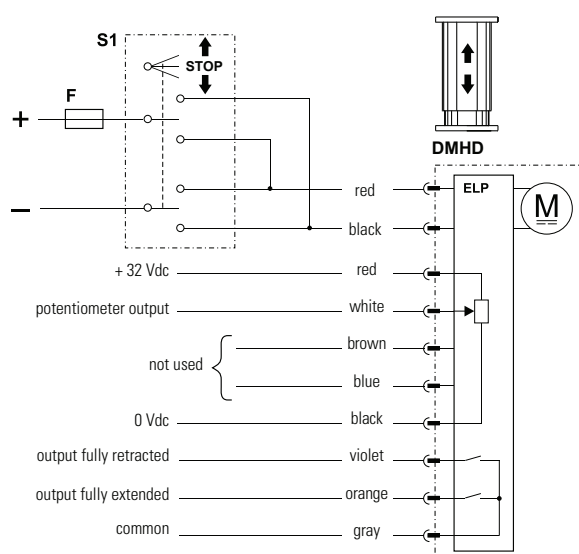 S1
STOP
F
+
–
DMHD
ELP
M
red
black
+ 32 Vdc red
potentiometer output white
not used
brown
blue
0 Vdc black
output fully retracted violet
output fully extended orange
common gray